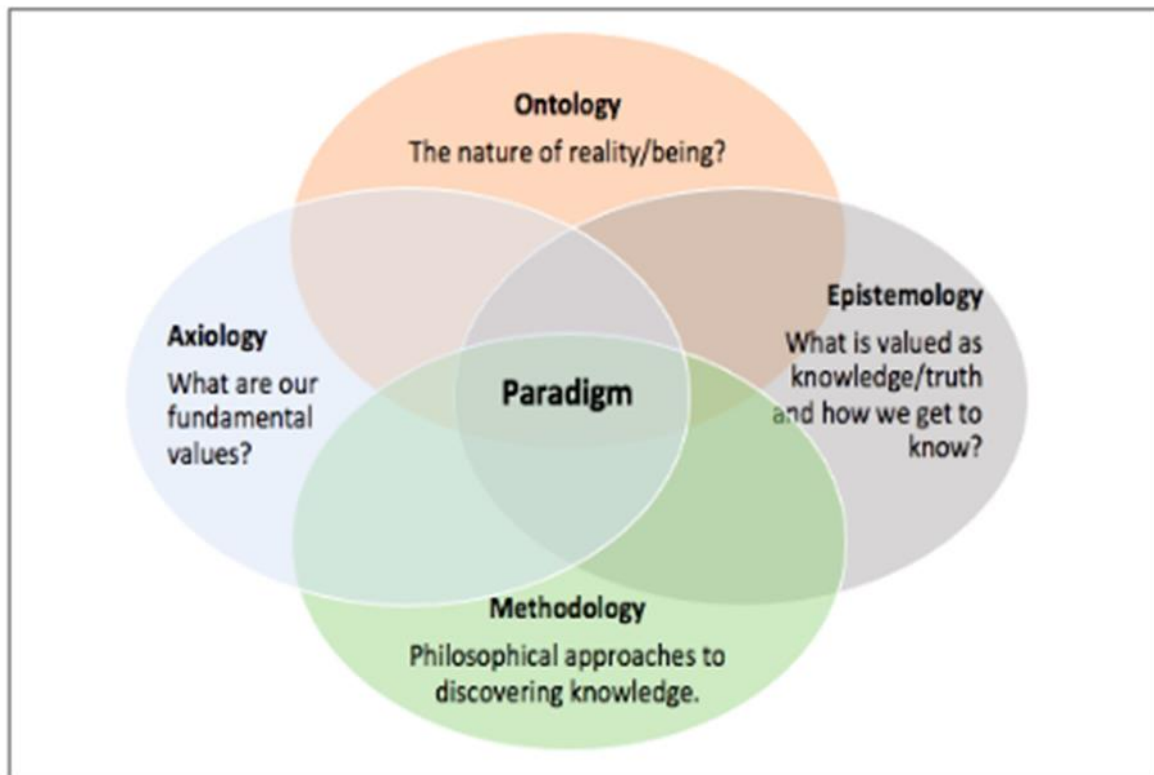 Ontology
The nature of reality/being?
Epistemology
What is valued as
knowledge/truth
and how we get to
know?
Axiology
What are our
fundamental
values?
Paradigm
Methodology
Philosophical approaches to
discovering knowledge.